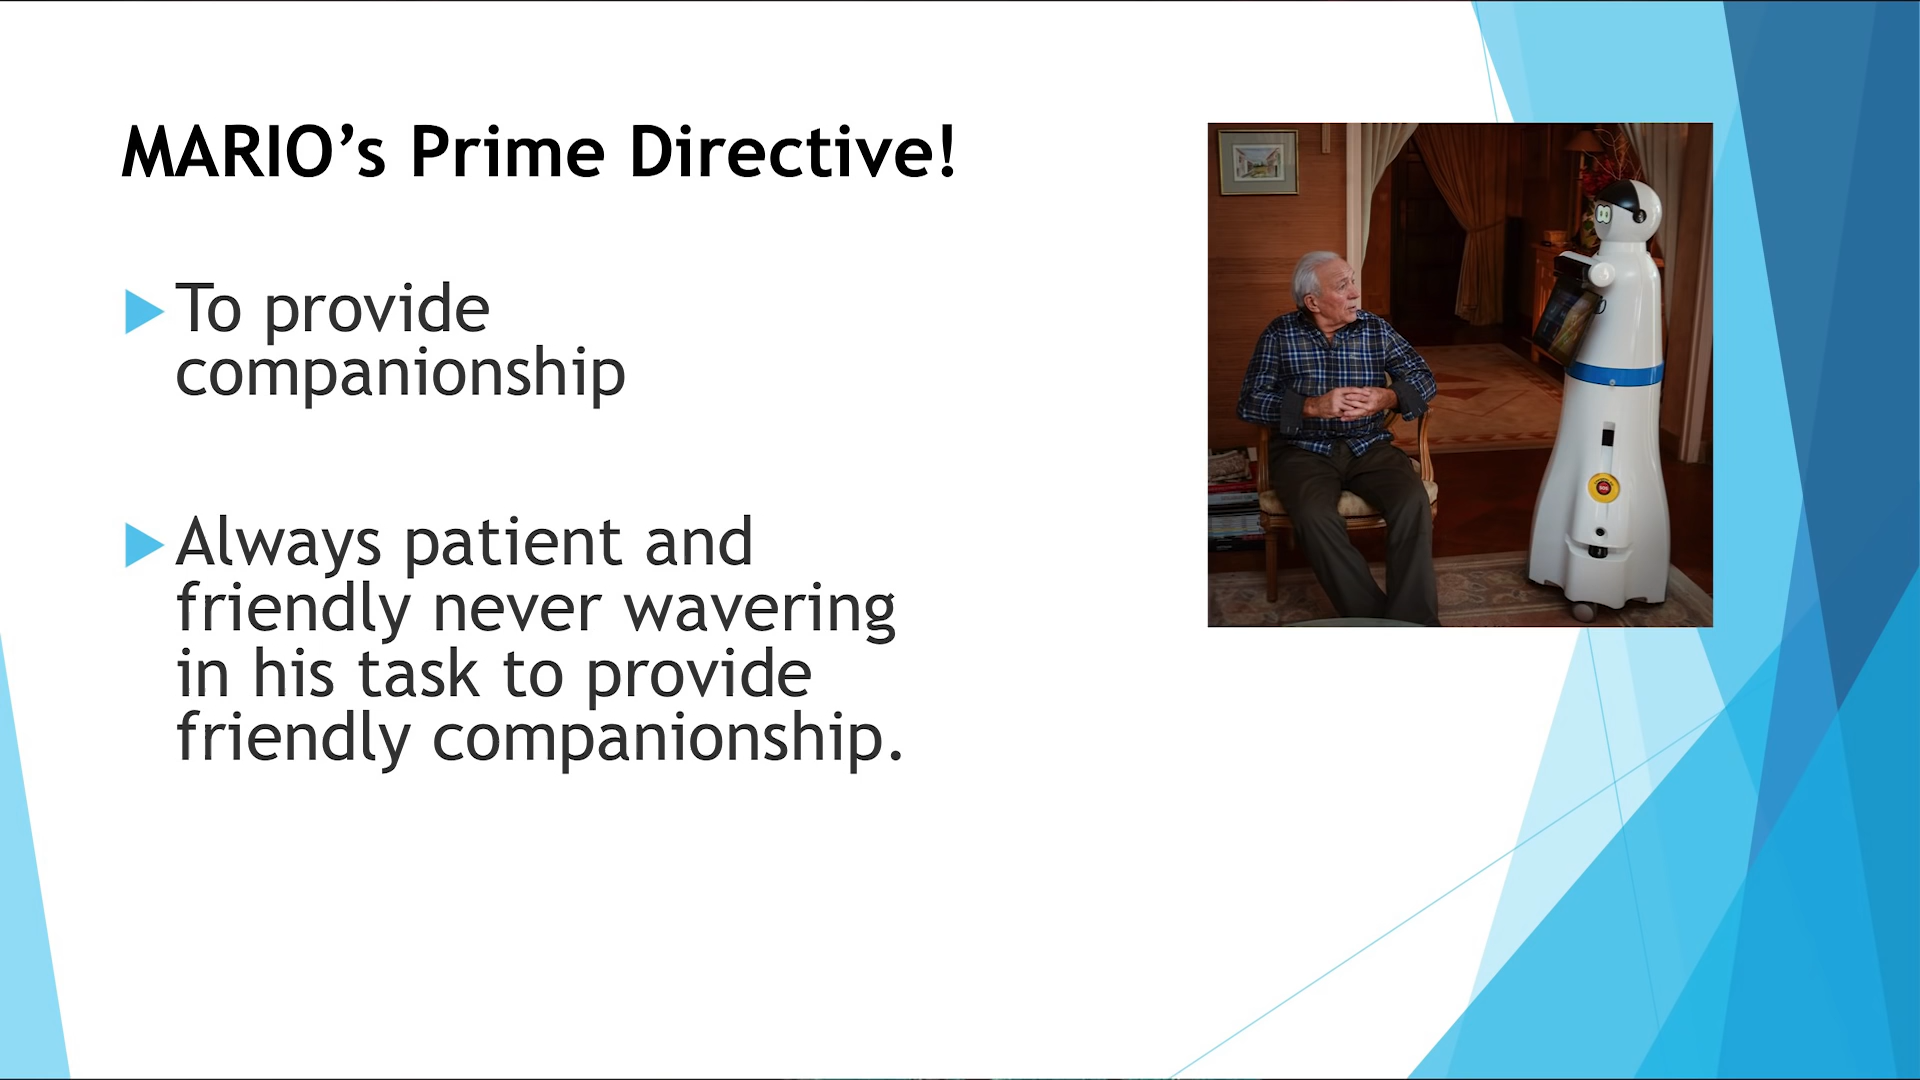 MARIO’s Prime Directive!
To provide
companionship
Always patient and
friendly never wavering
in his task to provide
friendly companionship.